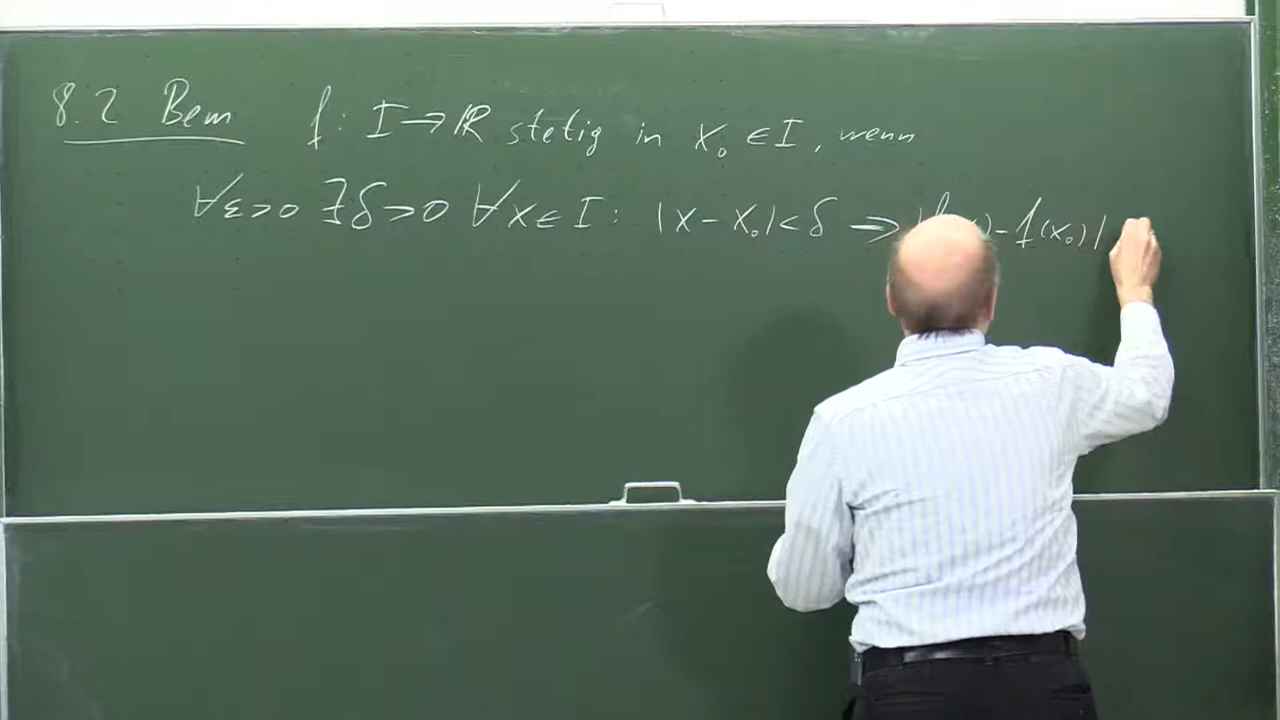 8.2 Bem f: I → ℝ stetig in x₀ ∈ I, wenn
∀ε>0 ∃δ>0 ∀x∈I: |x-x₀|<δ ⇒ |f(x)-f(x₀)|